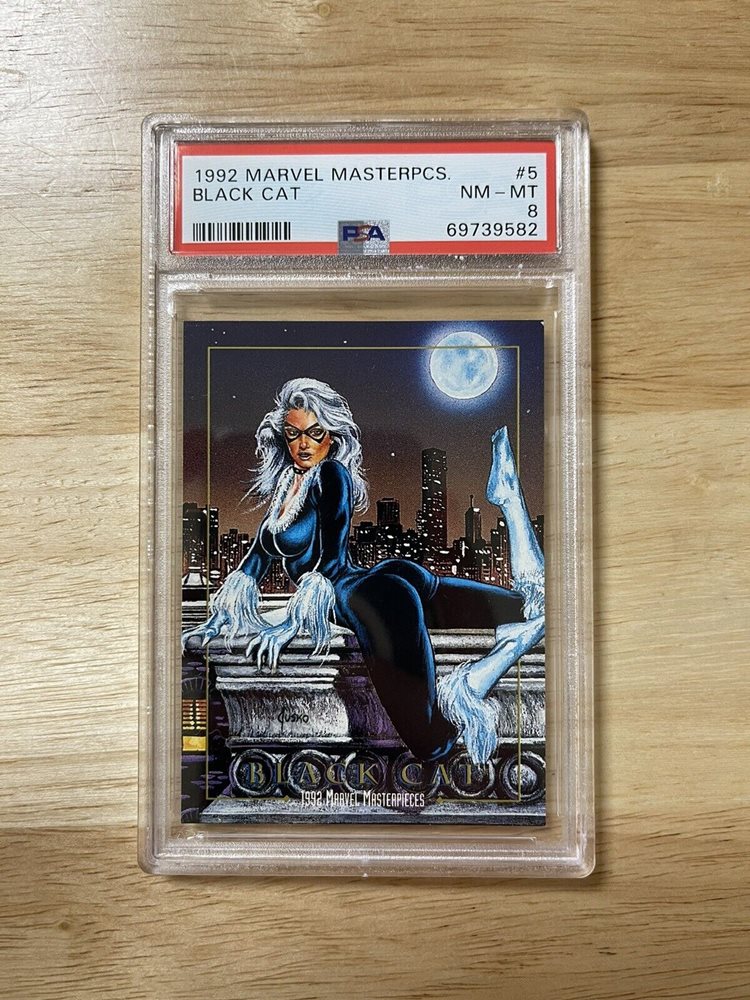 1992 MARVEL MASTERPCS. #5
BLACK CAT NM – MT
8
PSA 69739582
JUSKO
BLACK CAT
1992 MARVEL MASTERPIECES